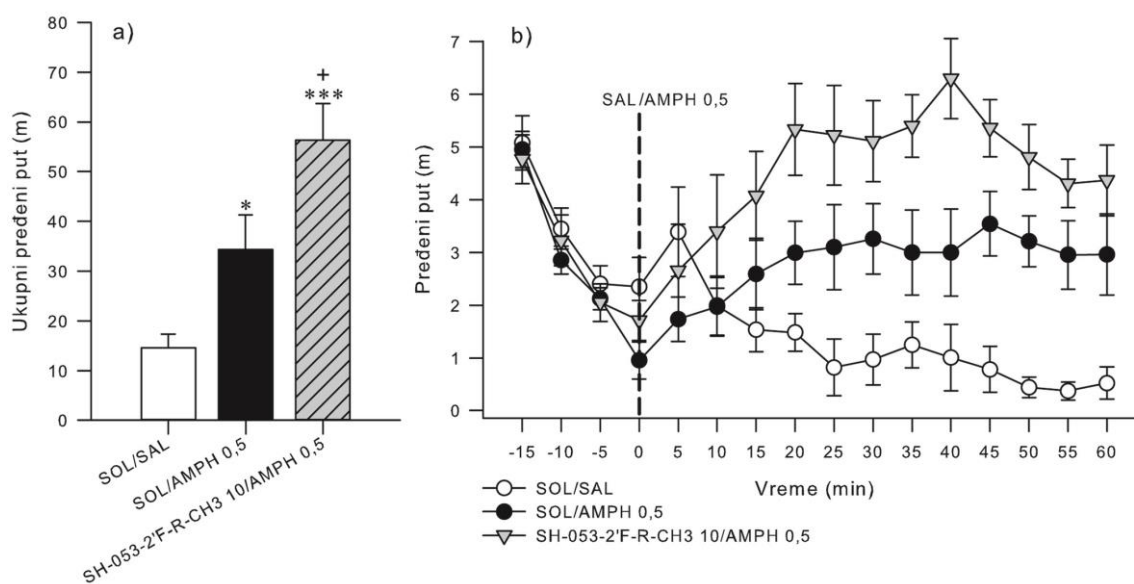 a)
Ukupni pređeni put (m)
80
70
60
50
40
30
20
10
0
*
+
***
SOL/SAL
SOL/AMPH 0,5
SH-053-2'F-R-CH3 10/AMPH 0,5
b)
SAL/AMPH 0,5
Pređeni put (m)
7
6
5
4
3
2
1
0
-15 -10 -5 0 5 10 15 20 25 30 35 40 45 50 55 60
Vreme (min)
SOL/SAL
SOL/AMPH 0,5
SH-053-2'F-R-CH3 10/AMPH 0,5